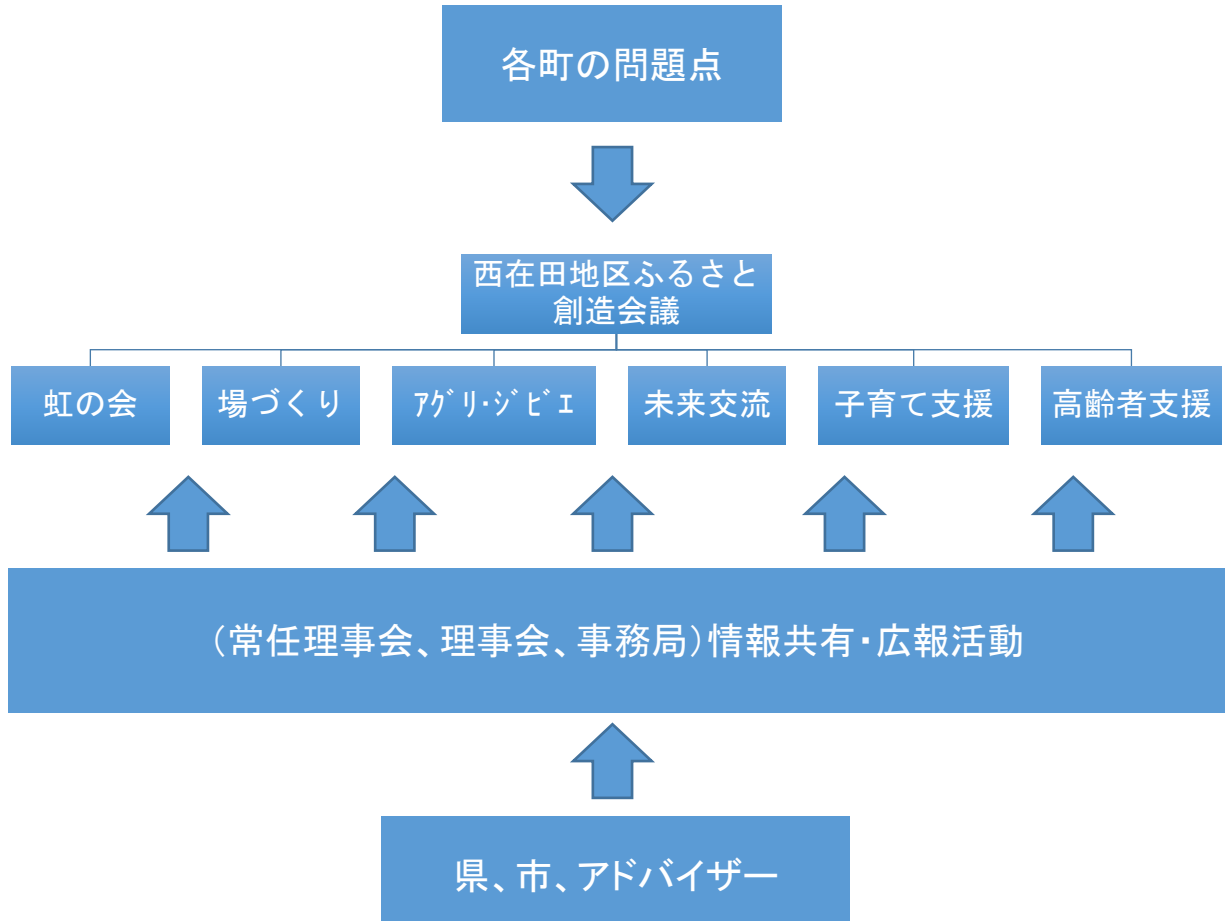 各町の問題点
西在田地区ふるさと
創造会議
虹の会
場づくり
ｱｸﾞﾘ･ｼﾞﾋﾞｴ
未来交流
子育て支援
高齢者支援
(常任理事会、理事会、事務局)情報共有・広報活動
県、市、アドバイザー